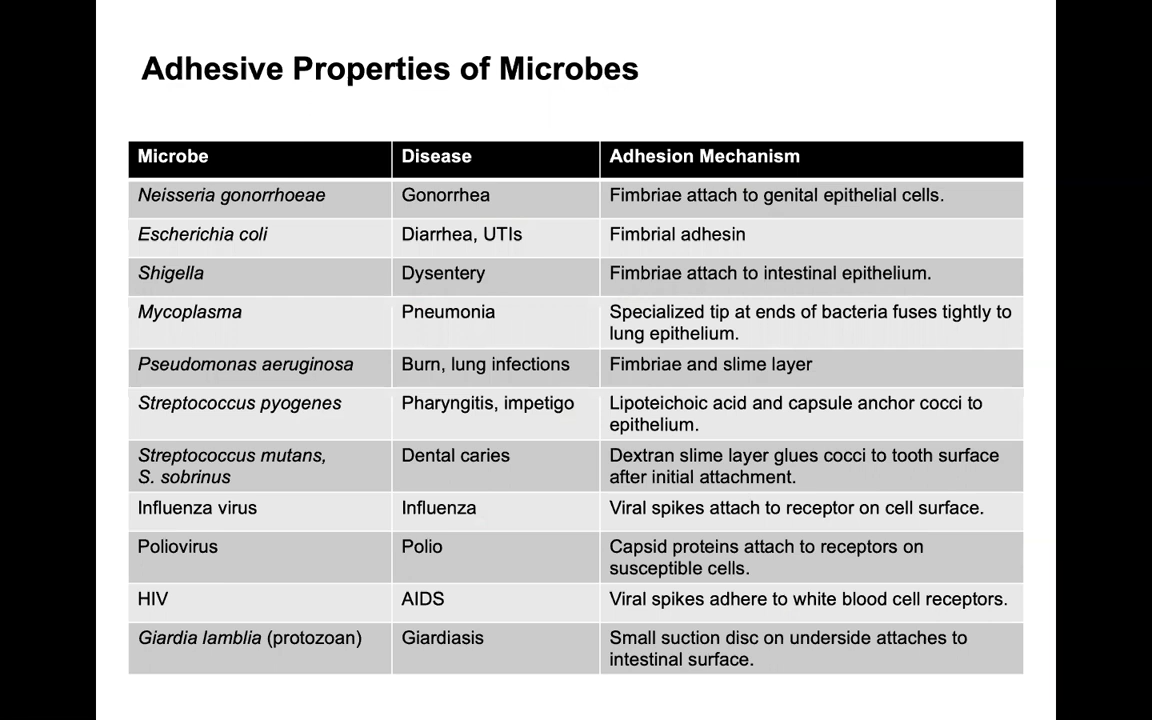 Adhesive Properties of Microbes
Microbe Disease Adhesion Mechanism
Neisseria gonorrhoeae Gonorrhea Fimbriae attach to genital epithelial cells.
Escherichia coli Diarrhea, UTIs Fimbrial adhesin
Shigella Dysentery Fimbriae attach to intestinal epithelium.
Mycoplasma Pneumonia Specialized tip at ends of bacteria fuses tightly to
lung epithelium.
Pseudomonas aeruginosa Burn, lung infections Fimbriae and slime layer
Streptococcus pyogenes Pharyngitis, impetigo Lipoteichoic acid and capsule anchor cocci to
epithelium.
Streptococcus mutans, Dental caries Dextran slime layer glues cocci to tooth surface
S. sobrinus after initial attachment.
Influenza virus Influenza Viral spikes attach to receptor on cell surface.
Poliovirus Polio Capsid proteins attach to receptors on
susceptible cells.
HIV AIDS Viral spikes adhere to white blood cell receptors.
Giardia lamblia (protozoan) Giardiasis Small suction disc on underside attaches to
intestinal surface.